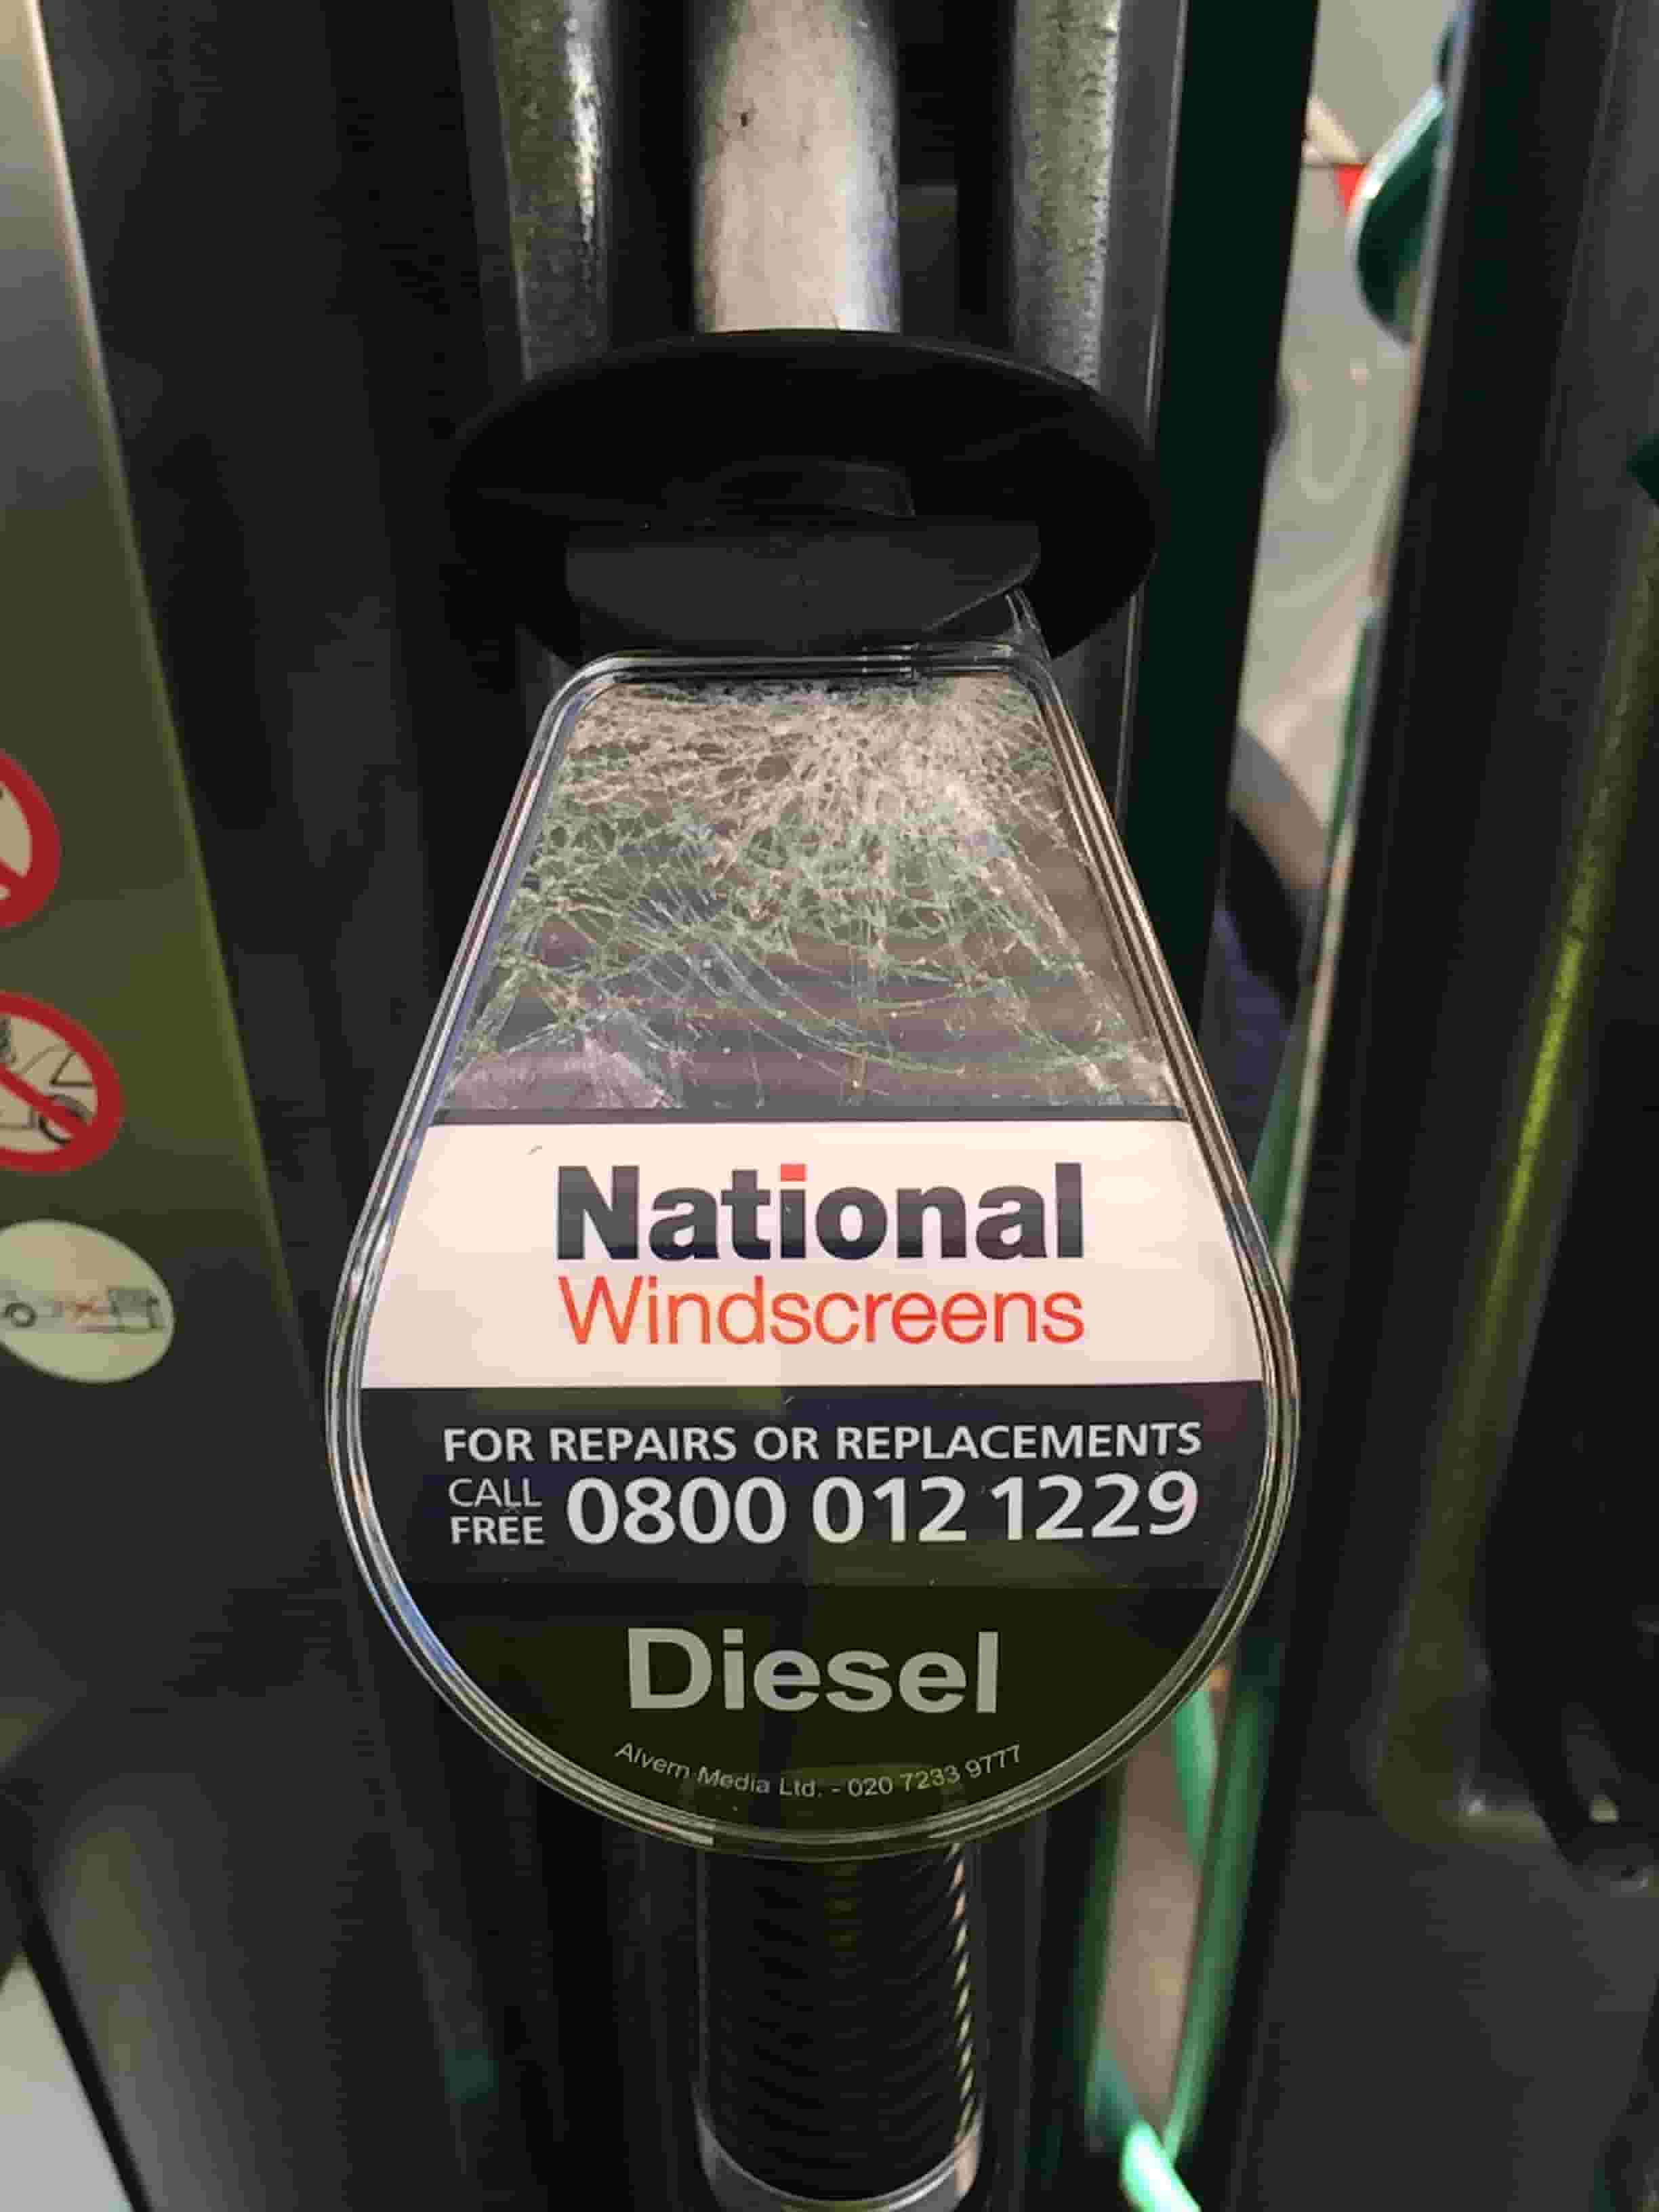 National
Windscreens
FOR REPAIRS OR REPLACEMENTS
CALL FREE 0800 012 1229
Diesel
Alvern Media Ltd. - 020 7233 9777